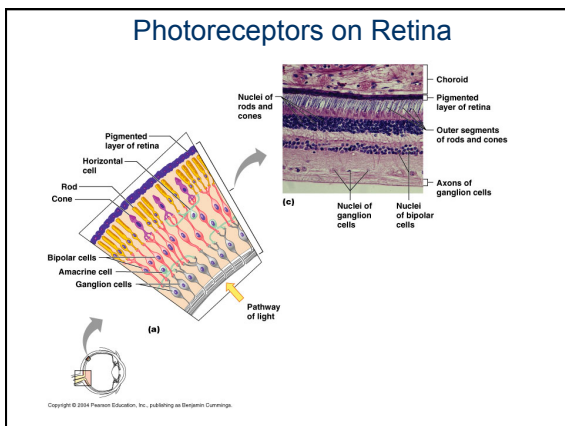 Photoreceptors on Retina
Pigmented
layer of retina
Horizontal
cell
Rod
Cone
Bipolar cells
Amacrine cell
Ganglion cells
Pathway
of light
(a)
Nuclei of
rods and
cones
Choroid
Pigmented
layer of retina
Outer segments
of rods and cones
Axons of
ganglion cells
(c)
Nuclei of
ganglion
cells
Nuclei
of bipolar
cells
Copyright © 2004 Pearson Education, Inc., publishing as Benjamin Cummings.